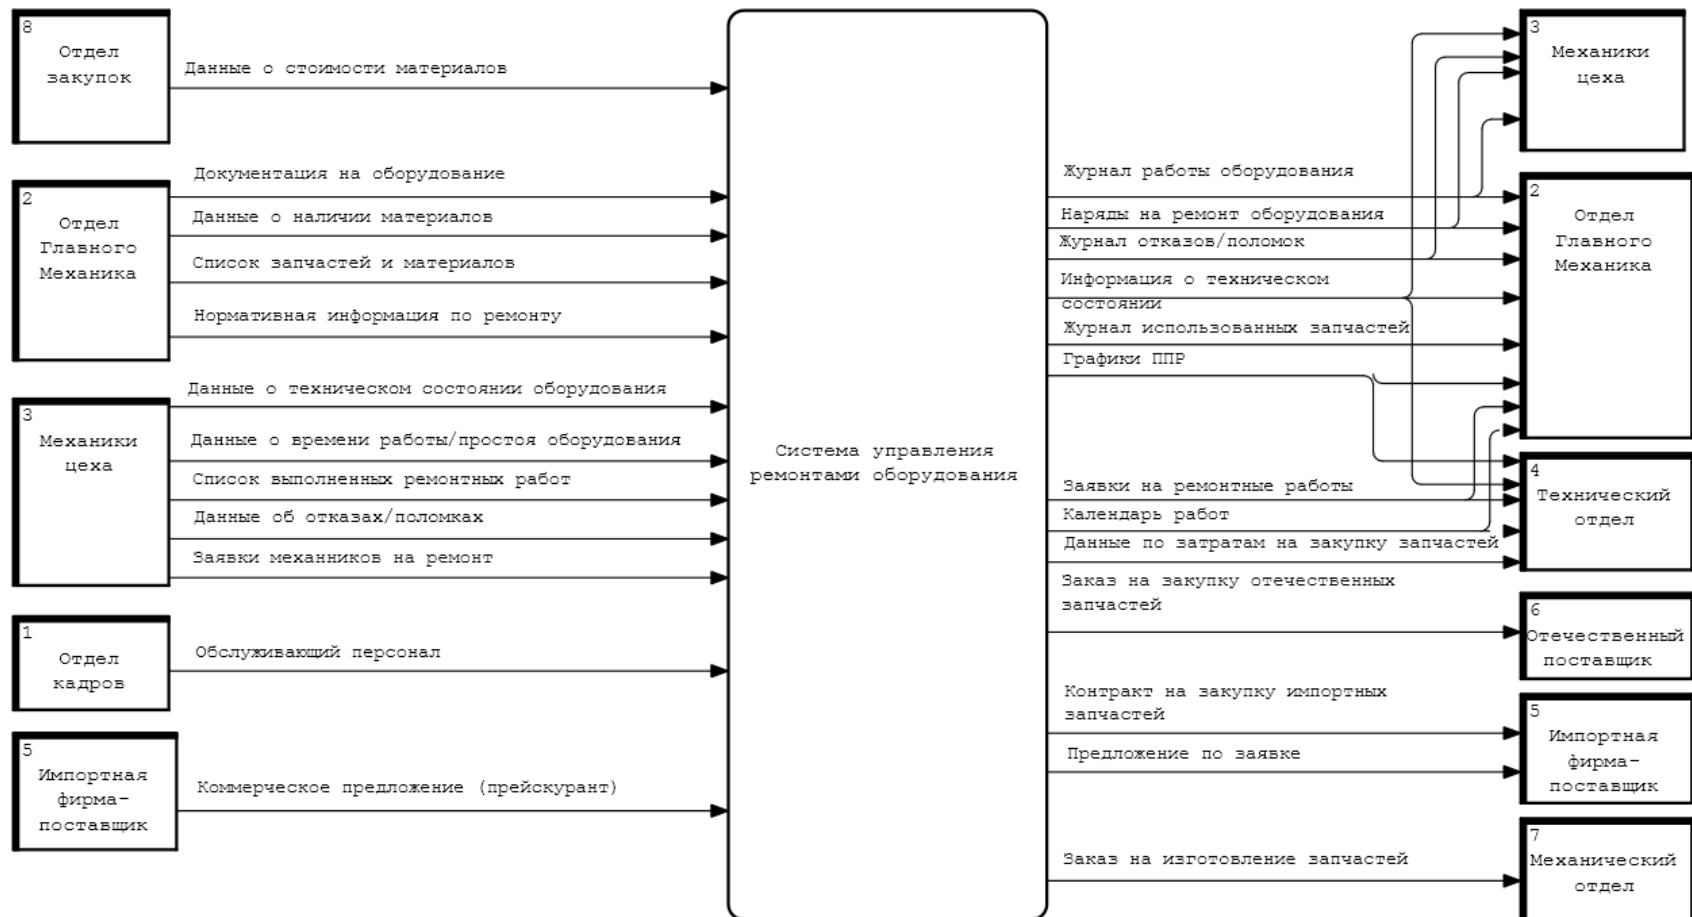 8
Отдел
закупок
Данные о стоимости материалов
2
Отдел
Главного
Механика
Документация на оборудование
Данные о наличии материалов
Список запчастей и материалов
Нормативная информация по ремонту
3
Механики
цеха
Данные о техническом состоянии оборудования
Данные о времени работы/простоя оборудования
Список выполненных ремонтных работ
Данные об отказах/поломках
Заявки механников на ремонт
1
Отдел
кадров
Обслуживающий персонал
5
Импортная
фирма-
поставщик
Коммерческое предложение (прейскурант)
Система управления
ремонтами оборудования
Журнал работы оборудования
Наряды на ремонт оборудования
Журнал отказов/поломок
Информация о техническом
состоянии
Журнал использованных запчастей
Графики ППР
Заявки на ремонтные работы
Календарь работ
Данные по затратам на закупку запчастей
Заказ на закупку отечественных
запчастей
Контракт на закупку импортных
запчастей
Предложение по заявке
Заказ на изготовление запчастей
3
Механики
цеха
2
Отдел
Главного
Механика
4
Технический
отдел
6
Отечественный
поставщик
5
Импортная
фирма-
поставщик
7
Механический
отдел